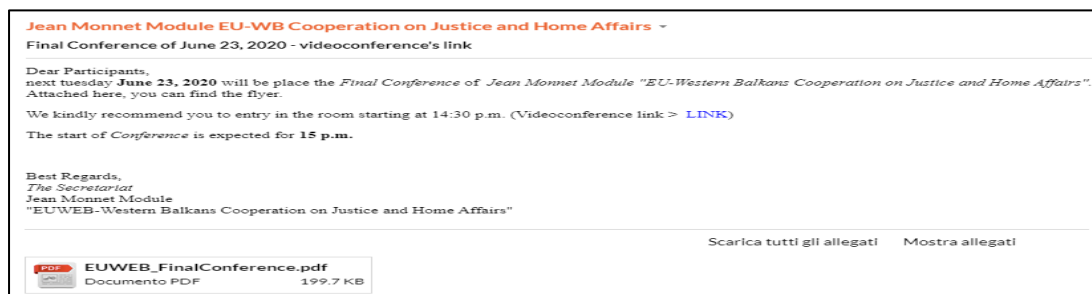 Jean Monnet Module EU-WB Cooperation on Justice and Home Affairs
Final Conference of June 23, 2020 - videoconference's link
Dear Participants,
next tuesday June 23, 2020 will be place the Final Conference of Jean Monnet Module "EU-Western Balkans Cooperation on Justice and Home Affairs".
Attached here, you can find the flyer.
We kindly recommend you to entry in the room starting at 14:30 p.m. (Videoconference link > LINK)
The start of Conference is expected for 15 p.m.
Best Regards,
The Secretariat
Jean Monnet Module
"EUWEB-Western Balkans Cooperation on Justice and Home Affairs"
Scarica tutti gli allegati Mostra allegati
PDF EUWEB_FinalConference.pdf
Documento PDF 199.7 KB